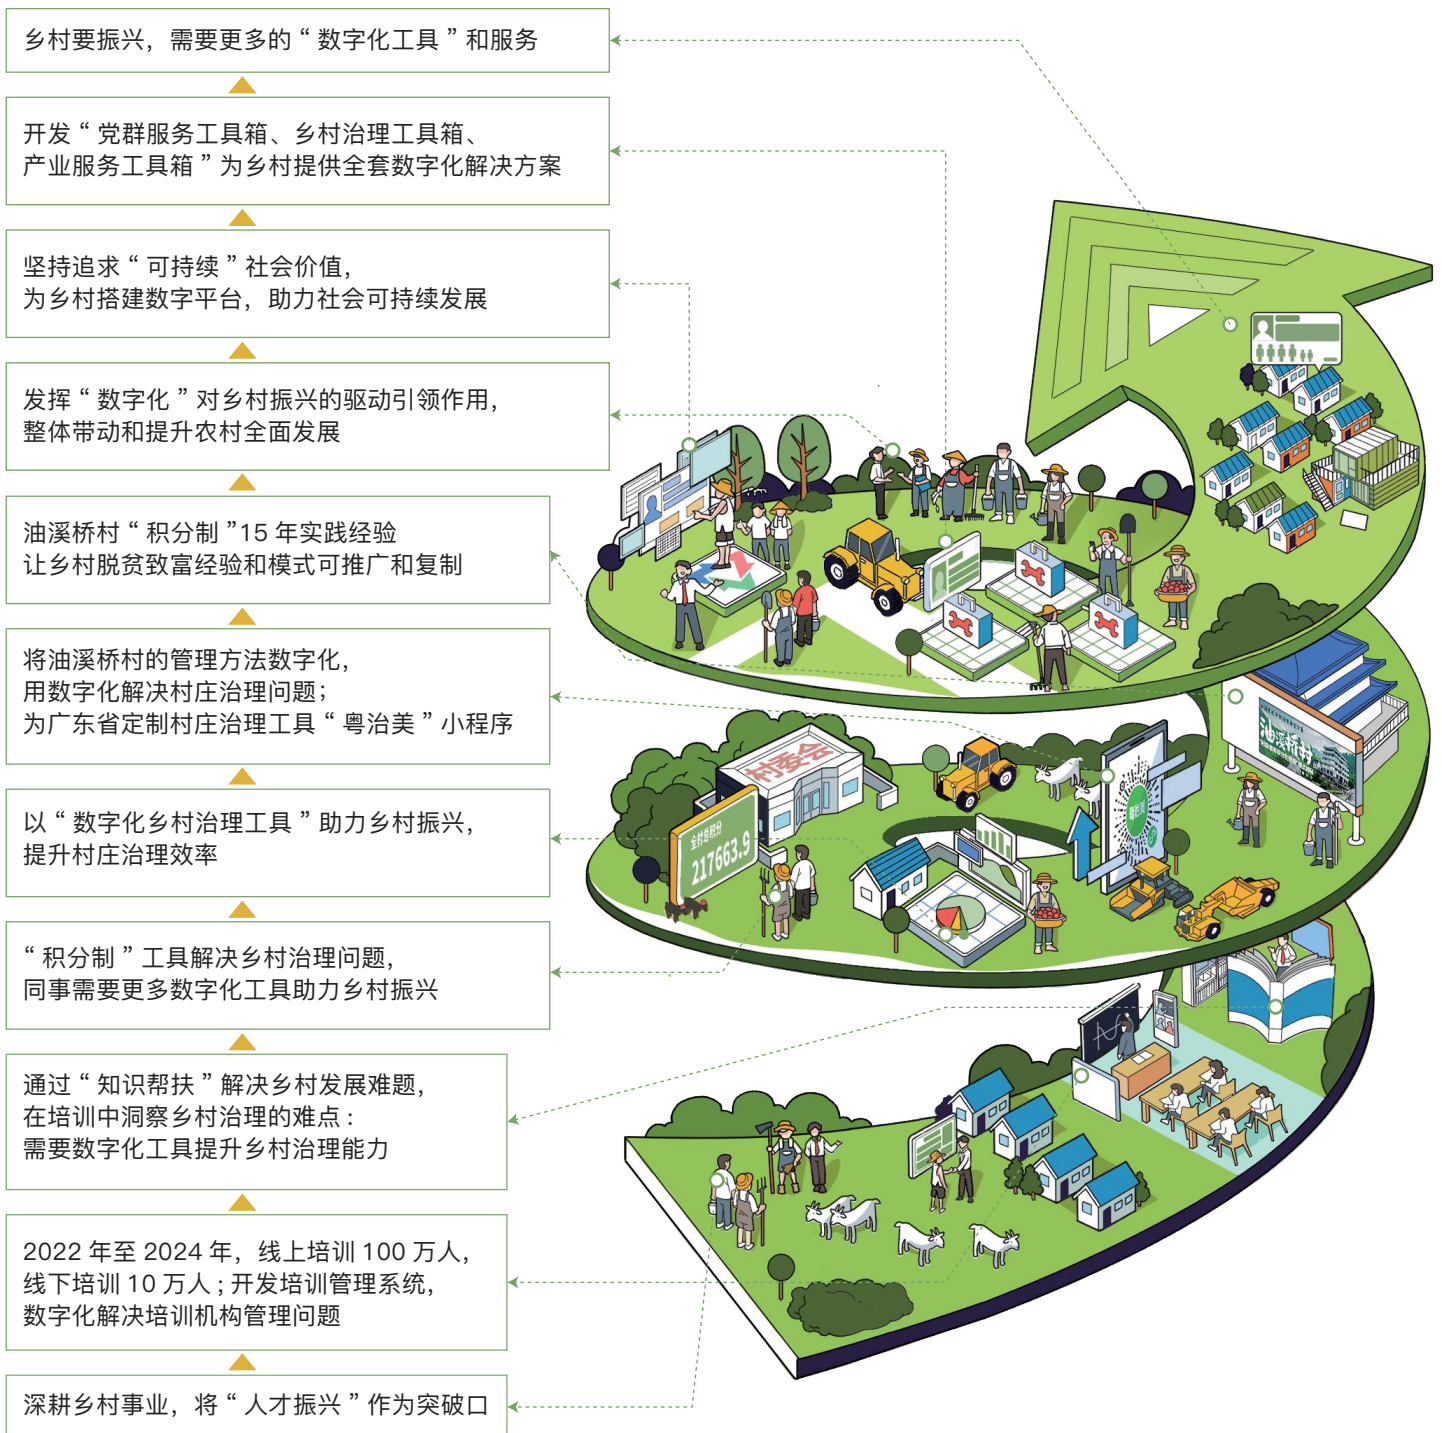 乡村要振兴，需要更多的“数字化工具”和服务
开发“党群服务工具箱、乡村治理工具箱、
产业服务工具箱”为乡村提供全套数字化解决方案
坚持追求“可持续”社会价值，
为乡村搭建数字平台，助力社会可持续发展
发挥“数字化”对乡村振兴的驱动引领作用，
整体带动和提升农村全面发展
油溪桥村“积分制”15 年实践经验
让乡村脱贫致富经验和模式可推广和复制
将油溪桥村的管理方法数字化，
用数字化解决村庄治理问题；
为广东省定制村庄治理工具“粤治美”小程序
以“数字化乡村治理工具”助力乡村振兴，
提升村庄治理效率
“积分制”工具解决乡村治理问题，
同事需要更多数字化工具助力乡村振兴
通过“知识帮扶”解决乡村发展难题，
在培训中洞察乡村治理的难点：
需要数字化工具提升乡村治理能力
2022 年至 2024 年，线上培训 100 万人，
线下培训 10 万人；开发培训管理系统，
数字化解决培训机构管理问题
深耕乡村事业，将“人才振兴”作为突破口
油溪桥村
村委会
全村总积分
217663.9
粤治美